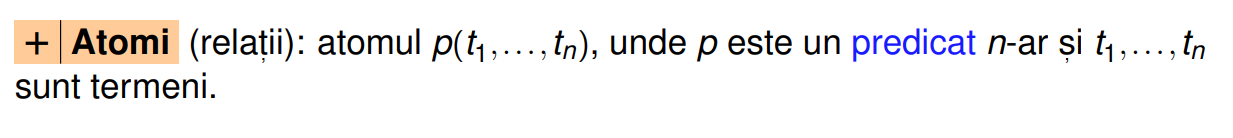 + | Atomi (relații): atomul p(t₁,...,tₙ), unde p este un predicat n-ar și t₁,...,tₙ
sunt termeni.